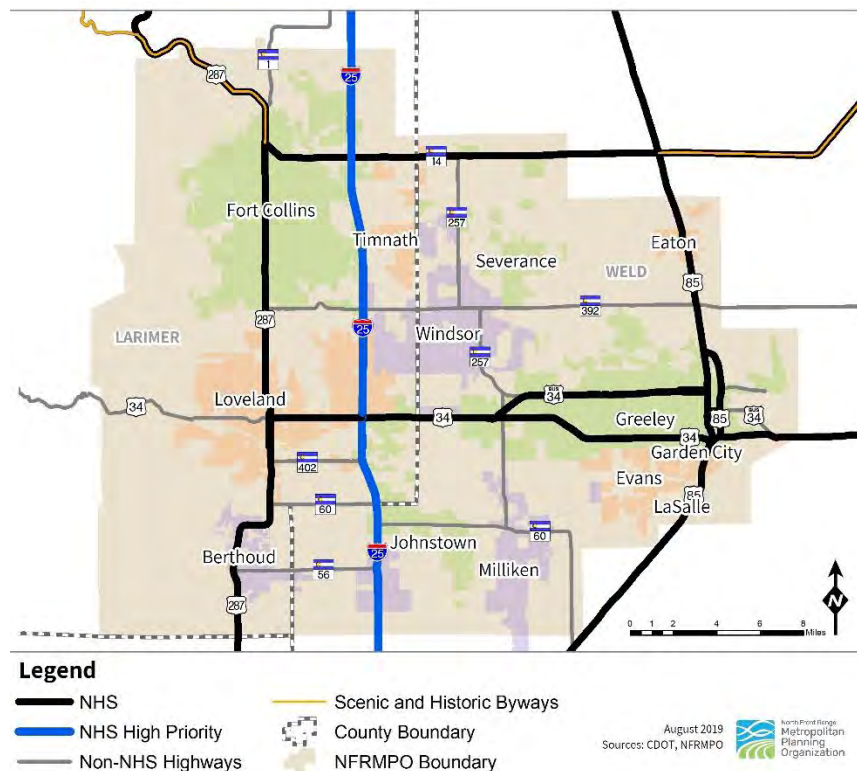 287
1
25
14
Fort Collins
Timnath
257
Severance
Eaton
WELD
85
392
287
25
LARIMER
Windsor
257
Loveland
34
34
BUS
34
Greeley
85
BUS
34
34
Garden City
402
Evans
85
LaSalle
60
Johnstown
60
Berthoud
25
56
Milliken
287
N
0 1 2 4 6 8
Miles
Legend
NHS
NHS High Priority
Non-NHS Highways
Scenic and Historic Byways
County Boundary
NFRMPO Boundary
August 2019
Sources: CDOT, NFRMPO
North Front Range
Metropolitan
Planning
Organization